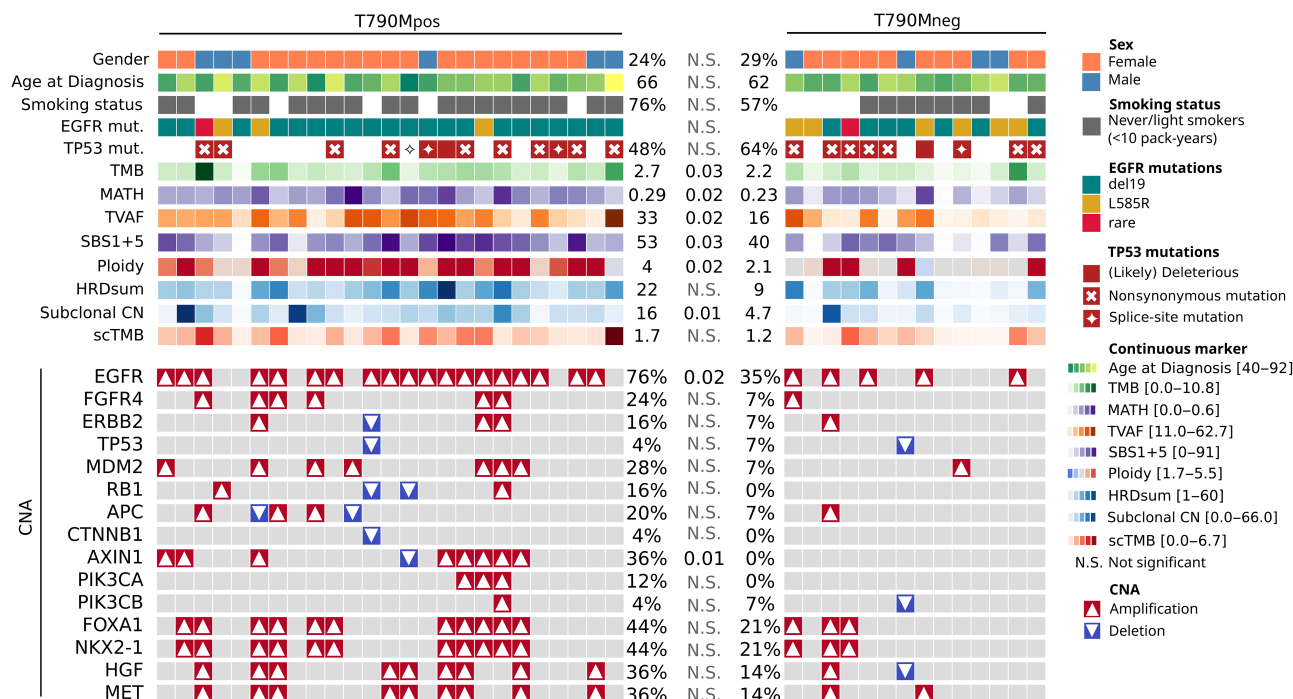 T790Mpos T790Mneg
Gender 24% N.S. 29%
Age at Diagnosis 66 N.S. 62
Smoking status 76% N.S. 57%
EGFR mut. N.S.
TP53 mut. 48% N.S. 64%
TMB 2.7 0.03 2.2
MATH 0.29 0.02 0.23
TVAF 33 0.02 16
SBS1+5 53 0.03 40
Ploidy 4 0.02 2.1
HRDsum 22 N.S. 9
Subclonal CN 16 0.01 4.7
scTMB 1.7 N.S. 1.2
CNA
EGFR 76% 0.02 35%
FGFR4 24% N.S. 7%
ERBB2 16% N.S. 7%
TP53 4% N.S. 7%
MDM2 28% N.S. 7%
RB1 16% N.S. 0%
APC 20% N.S. 7%
CTNNB1 4% N.S. 0%
AXIN1 36% 0.01 0%
PIK3CA 12% N.S. 0%
PIK3CB 4% N.S. 7%
FOXA1 44% N.S. 21%
NKX2-1 44% N.S. 21%
HGF 36% N.S. 14%
MET 36% N.S. 14%
Sex
Female
Male
Smoking status
Never/light smokers
(<10 pack-years)
EGFR mutations
del19
L585R
rare
TP53 mutations
(Likely) Deleterious
Nonsynonymous mutation
Splice-site mutation
Continuous marker
Age at Diagnosis [40–92]
TMB [0.0–10.8]
MATH [0.0–0.6]
TVAF [11.0–62.7]
SBS1+5 [0–91]
Ploidy [1.7–5.5]
HRDsum [1–60]
Subclonal CN [0.0–66.0]
scTMB [0.0–6.7]
N.S. Not significant
CNA
Amplification
Deletion